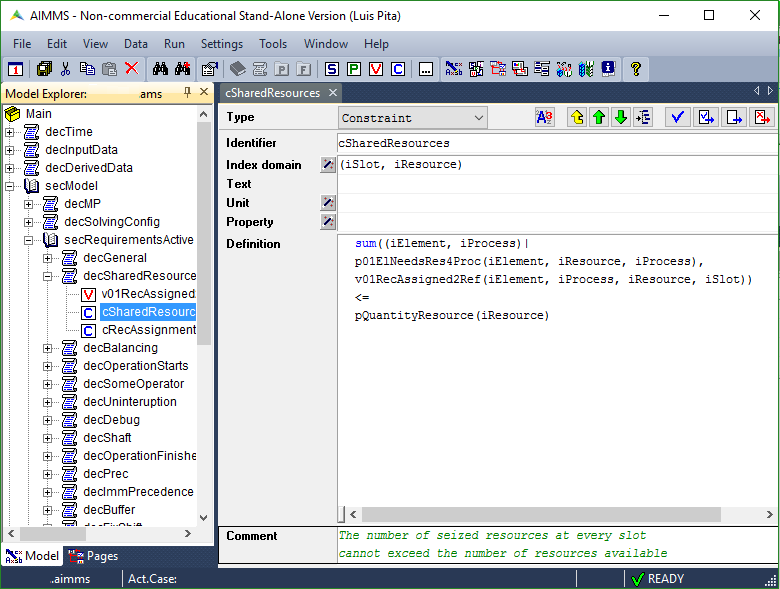 AIMMS - Non-commercial Educational Stand-Alone Version (Luis Pita)
File Edit View Data Run Settings Tools Window Help
Model Explorer: .ams
cSharedResources
Main
decTime
decInputData
decDerivedData
secModel
decMP
decSolvingConfig
secRequirementsActive
decGeneral
decSharedResource
v01RecAssigned
cSharedResourc
cRecAssignment
decBalancing
decOperationStarts
decSomeOperator
decUninteruption
decDebug
decShaft
decOperationFinishe
decPrec
decImmPrecedence
decBuffer
Model Pages
Type Constraint
Identifier cSharedResources
Index domain (iSlot, iResource)
Text
Unit
Property
Definition sum((iElement, iProcess)|
p01ElNeedsRes4Proc(iElement, iResource, iProcess),
v01RecAssigned2Ref(iElement, iProcess, iResource, iSlot))
<=
pQuantityResource(iResource)
Comment The number of seized resources at every slot
cannot exceed the number of resources available
.aimms Act.Case: READY